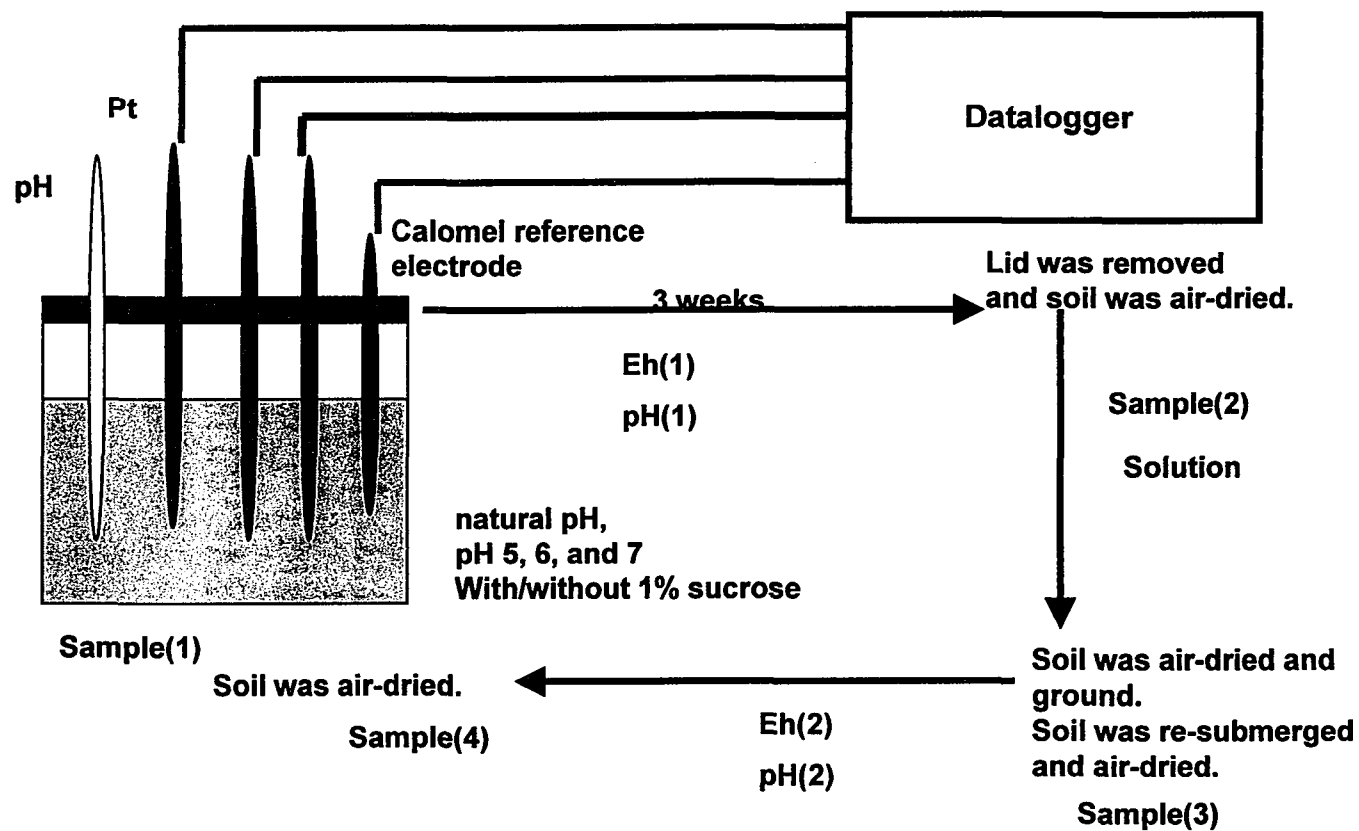 Pt
Datalogger
pH
Calomel reference
electrode
Lid was removed
and soil was air-dried.
3 weeks
Eh(1)
pH(1)
Sample(2)
Solution
natural pH,
pH 5, 6, and 7
With/without 1% sucrose
Sample(1)
Soil was air-dried.
Sample(4)
Eh(2)
pH(2)
Soil was air-dried and
ground.
Soil was re-submerged
and air-dried.
Sample(3)